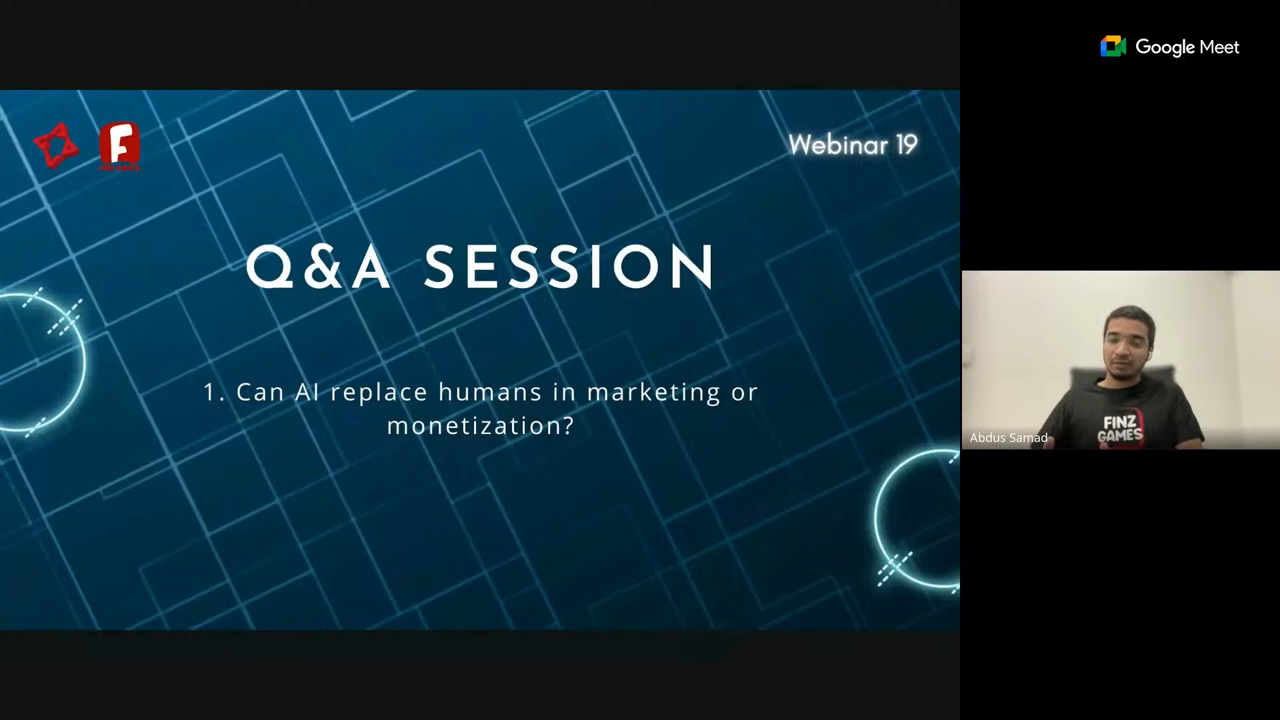 Google Meet
F
Webinar 19
Q&A SESSION
1. Can AI replace humans in marketing or
monetization?
FINZ
GAMES
Abdus Samad